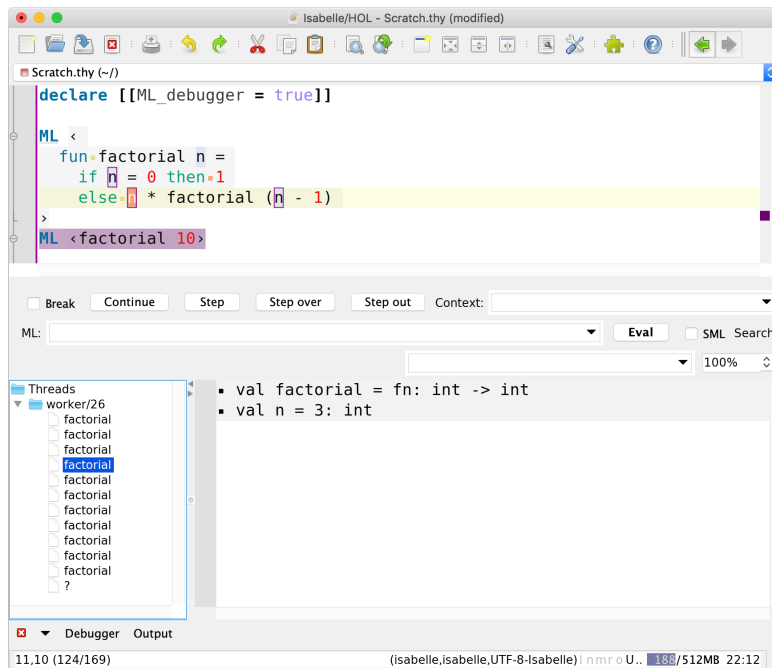 Isabelle/HOL - Scratch.thy (modified)
Scratch.thy (~/)
declare [[ML_debugger = true]]
ML ‹
fun factorial n =
if n = 0 then 1
else n * factorial (n - 1)
›
ML ‹factorial 10›
Break Continue Step Step over Step out Context:
ML: Eval SML Search
100%
Threads
worker/26
factorial
factorial
factorial
factorial
factorial
factorial
factorial
factorial
factorial
factorial
factorial
?
▪ val factorial = fn: int -> int
▪ val n = 3: int
Debugger Output
11,10 (124/169) (isabelle,isabelle,UTF-8-Isabelle) l n m r o U.. 188/512MB 22:12